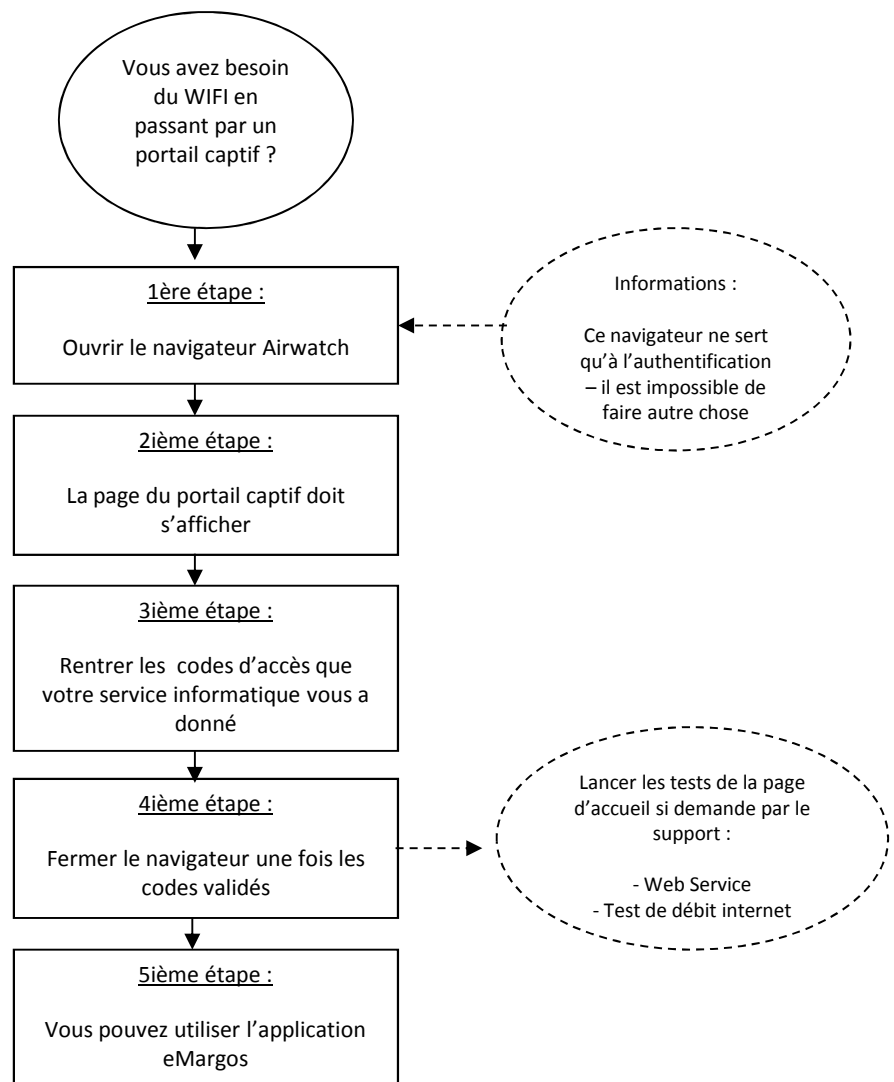 Vous avez besoin
du WIFI en
passant par un
portail captif ?
1ère étape :
Ouvrir le navigateur Airwatch
Informations :
Ce navigateur ne sert
qu’à l’authentification
– il est impossible de
faire autre chose
2ième étape :
La page du portail captif doit
s’afficher
3ième étape :
Rentrer les codes d’accès que
votre service informatique vous a
donné
4ième étape :
Fermer le navigateur une fois les
codes validés
Lancer les tests de la page
d’accueil si demande par le
support :
- Web Service
- Test de débit internet
5ième étape :
Vous pouvez utiliser l’application
eMargos